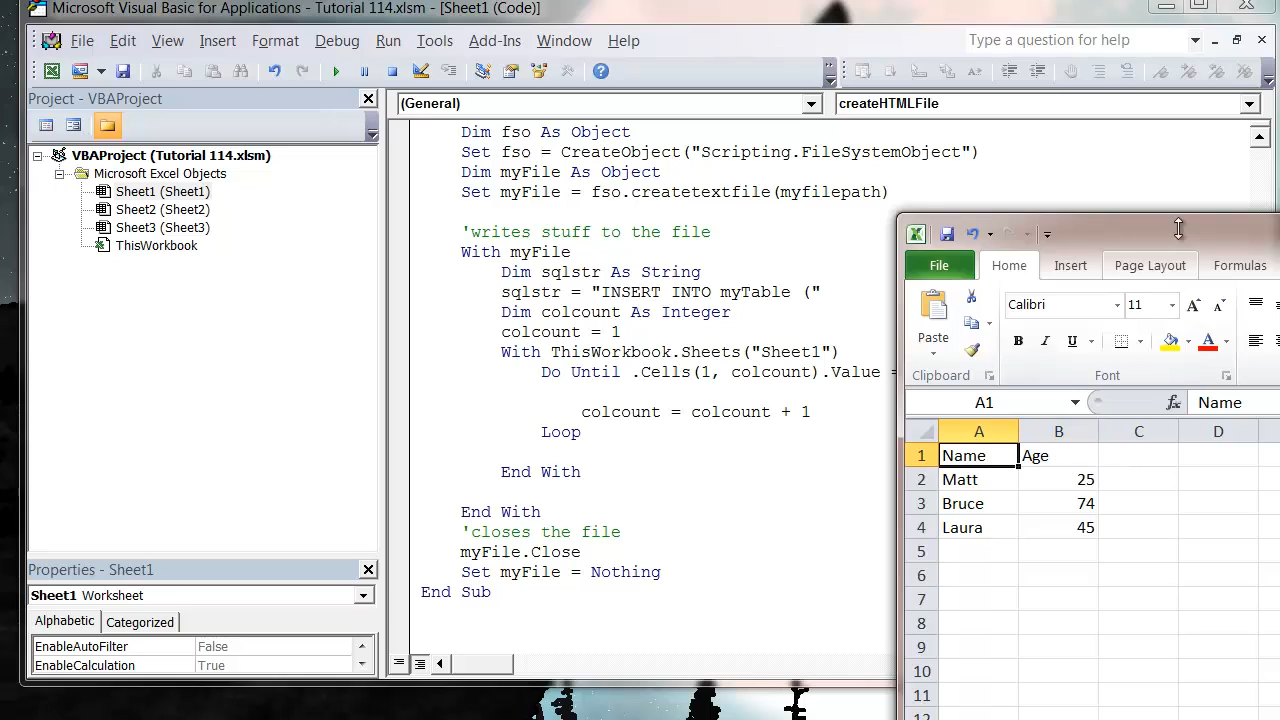 Microsoft Visual Basic for Applications - Tutorial 114.xlsm - [Sheet1 (Code)]
File Edit View Insert Format Debug Run Tools Add-Ins Window Help
Type a question for help
Project - VBAProject
VBAProject (Tutorial 114.xlsm)
Microsoft Excel Objects
Sheet1 (Sheet1)
Sheet2 (Sheet2)
Sheet3 (Sheet3)
ThisWorkbook
Properties - Sheet1
Sheet1 Worksheet
Alphabetic Categorized
EnableAutoFilter False
EnableCalculation True
(General) createHTMLFile
Dim fso As Object
Set fso = CreateObject("Scripting.FileSystemObject")
Dim myFile As Object
Set myFile = fso.createtextfile(myfilepath)
'writes stuff to the file
With myFile
Dim sqlstr As String
sqlstr = "INSERT INTO myTable ("
Dim colcount As Integer
colcount = 1
With ThisWorkbook.Sheets("Sheet1")
Do Until .Cells(1, colcount).Value =
colcount = colcount + 1
Loop
End With
End With
'closes the file
myFile.Close
Set myFile = Nothing
End Sub
File Home Insert Page Layout Formulas
Paste
Calibri 11
B I U A
Clipboard Font
A1 fx Name
A B C D
1 Name Age
2 Matt 25
3 Bruce 74
4 Laura 45
5
6
7
8
9
10
11
12